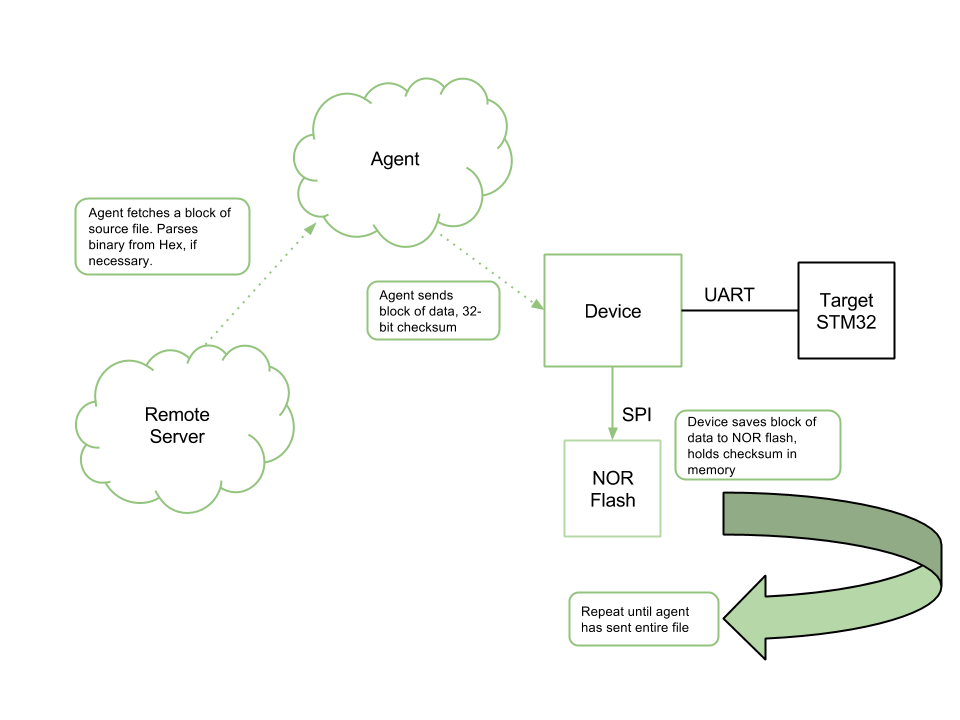 Agent
Agent fetches a block of
source file. Parses
binary from Hex, if
necessary.
Agent sends
block of data, 32-
bit checksum
Device
UART
Target
STM32
Remote
Server
SPI
Device saves block of
data to NOR flash,
holds checksum in
memory
NOR
Flash
Repeat until agent
has sent entire file